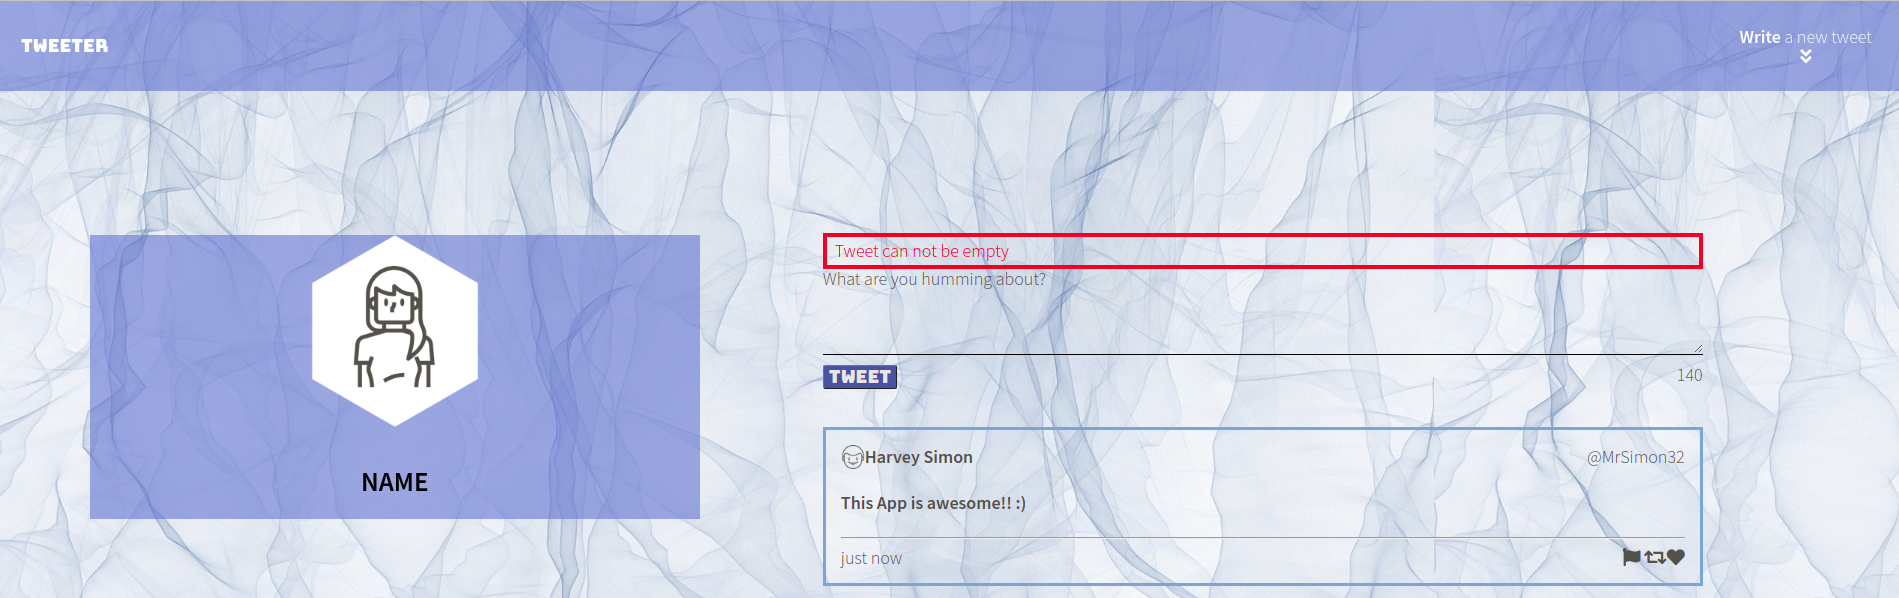 TWEETER
Write a new tweet
Tweet can not be empty
What are you humming about?
TWEET
140
NAME
Harvey Simon
@MrSimon32
This App is awesome!! :)
just now